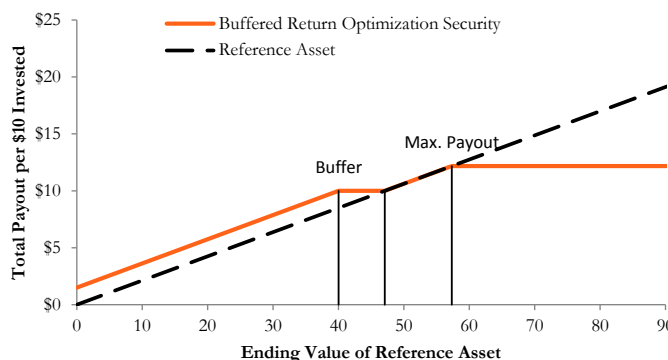 $25
Buffered Return Optimization Security
Reference Asset
$20
$15
Max. Payout
Buffer
$10
$5
$0
Total Payout per $10 Invested
0 10 20 30 40 50 60 70 80 90
Ending Value of Reference Asset